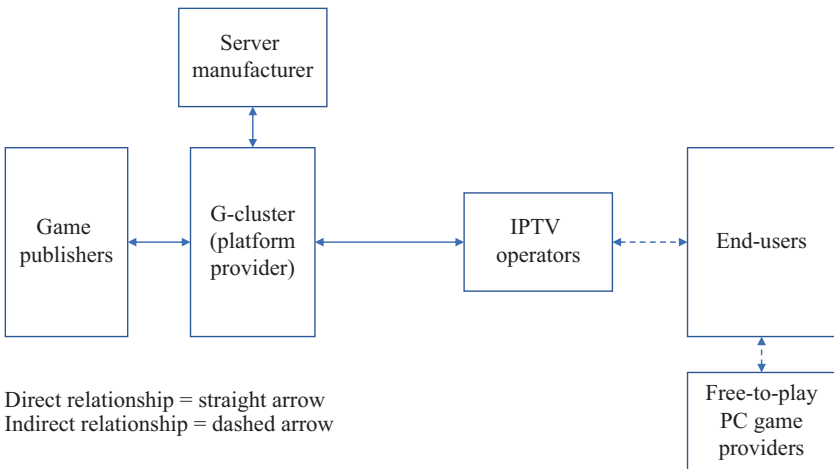 Server
manufacturer
Game
publishers
G-cluster
(platform
provider)
IPTV
operators
End-users
Direct relationship = straight arrow
Indirect relationship = dashed arrow
Free-to-play
PC game
providers